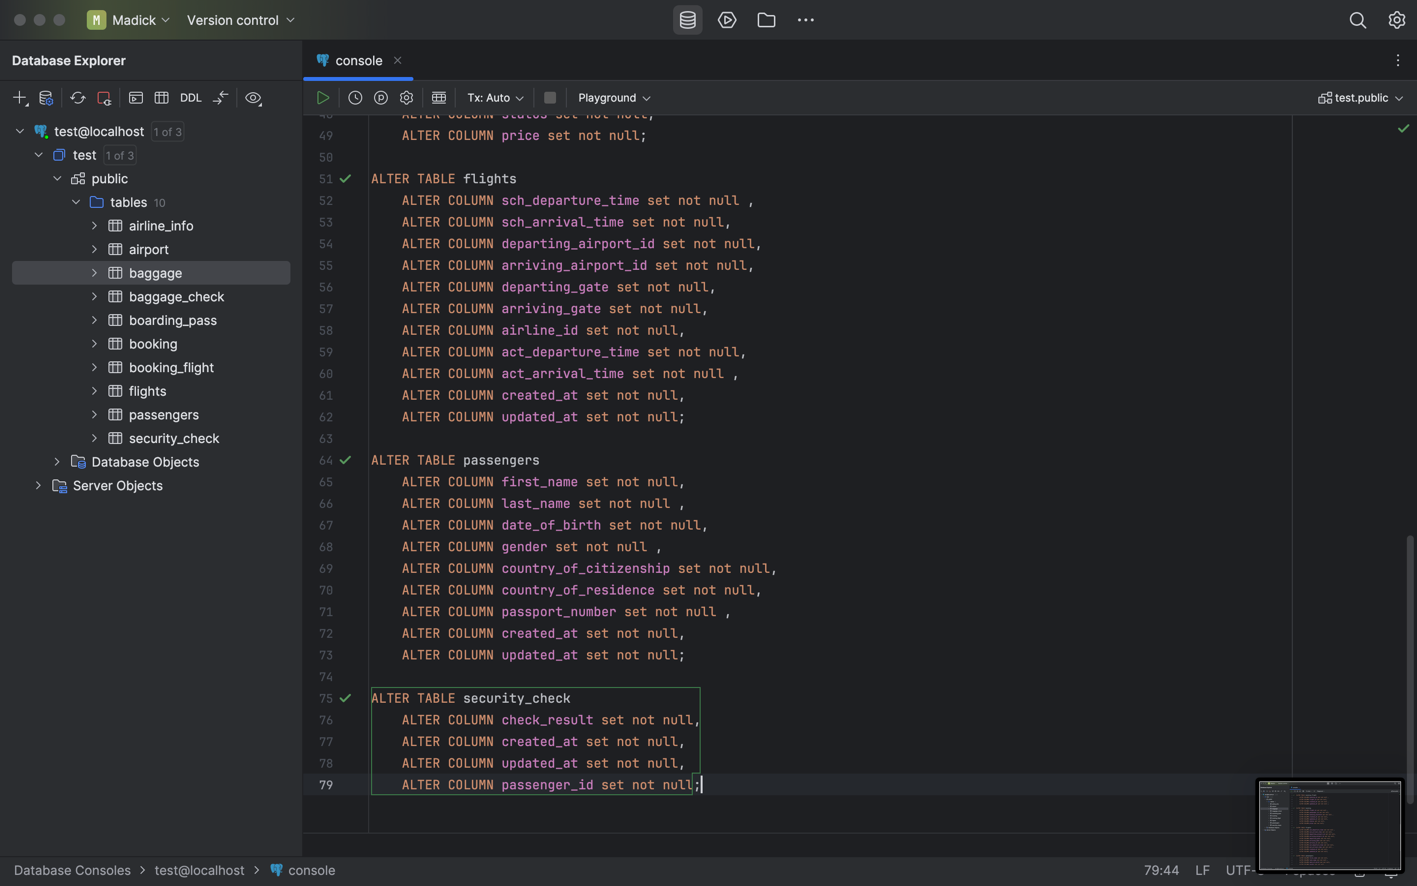 M Madick Version control
Database Explorer
console
DDL
Tx: Auto Playground test.public
test@localhost 1 of 3
test 1 of 3
public
tables 10
airline_info
airport
baggage
baggage_check
boarding_pass
booking
booking_flight
flights
passengers
security_check
Database Objects
Server Objects
48 ALTER COLUMN status set not null,
49 ALTER COLUMN price set not null;
50
51 ALTER TABLE flights
52 ALTER COLUMN sch_departure_time set not null ,
53 ALTER COLUMN sch_arrival_time set not null,
54 ALTER COLUMN departing_airport_id set not null,
55 ALTER COLUMN arriving_airport_id set not null,
56 ALTER COLUMN departing_gate set not null,
57 ALTER COLUMN arriving_gate set not null,
58 ALTER COLUMN airline_id set not null,
59 ALTER COLUMN act_departure_time set not null,
60 ALTER COLUMN act_arrival_time set not null ,
61 ALTER COLUMN created_at set not null,
62 ALTER COLUMN updated_at set not null;
63
64 ALTER TABLE passengers
65 ALTER COLUMN first_name set not null,
66 ALTER COLUMN last_name set not null ,
67 ALTER COLUMN date_of_birth set not null,
68 ALTER COLUMN gender set not null ,
69 ALTER COLUMN country_of_citizenship set not null,
70 ALTER COLUMN country_of_residence set not null,
71 ALTER COLUMN passport_number set not null ,
72 ALTER COLUMN created_at set not null,
73 ALTER COLUMN updated_at set not null;
74
75 ALTER TABLE security_check
76 ALTER COLUMN check_result set not null,
77 ALTER COLUMN created_at set not null,
78 ALTER COLUMN updated_at set not null,
79 ALTER COLUMN passenger_id set not null;
Database Consoles test@localhost console 79:44 LF